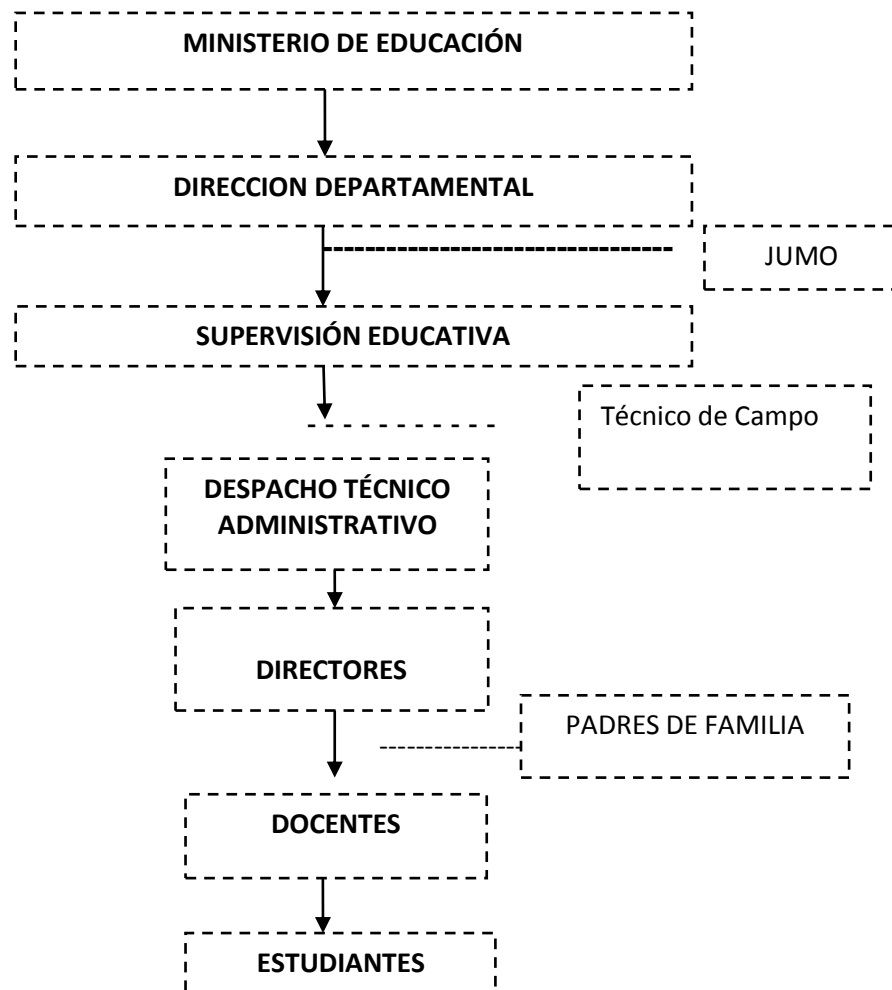 MINISTERIO DE EDUCACIÓN
DIRECCION DEPARTAMENTAL
JUMO
SUPERVISIÓN EDUCATIVA
Técnico de Campo
DESPACHO TÉCNICO
ADMINISTRATIVO
DIRECTORES
PADRES DE FAMILIA
DOCENTES
ESTUDIANTES